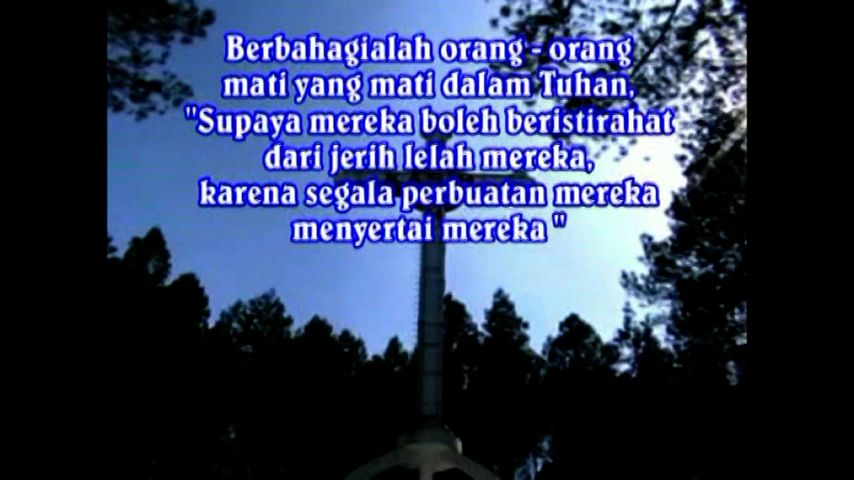 Berbahagialah orang - orang
mati yang mati dalam Tuhan,
"Supaya mereka boleh beristirahat
dari jerih lelah mereka,
karena segala perbuatan mereka
menyertai mereka "